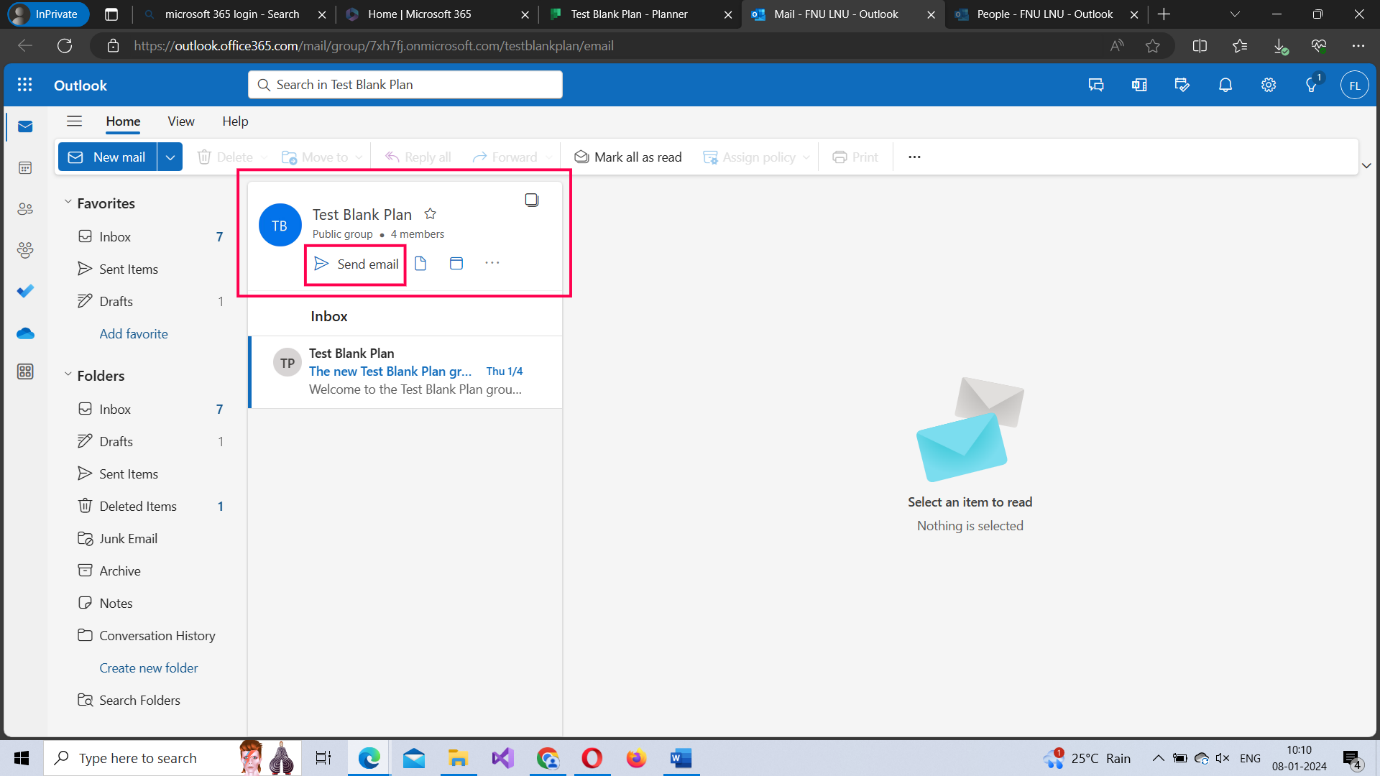 InPrivate
microsoft 365 login - Search
Home | Microsoft 365
Test Blank Plan - Planner
Mail - FNU LNU - Outlook
People - FNU LNU - Outlook
https://outlook.office365.com/mail/group/7xh7fj.onmicrosoft.com/testblankplan/email
Outlook
Search in Test Blank Plan
1
FL
Home
View
Help
New mail
Delete
Move to
Reply all
Forward
Mark all as read
Assign policy
Print
Favorites
Inbox 7
Sent Items
Drafts 1
Add favorite
Folders
Inbox 7
Drafts 1
Sent Items
Deleted Items 1
Junk Email
Archive
Notes
Conversation History
Create new folder
Search Folders
TB
Test Blank Plan
Public group • 4 members
Send email
Inbox
TP
Test Blank Plan
The new Test Blank Plan gr... Thu 1/4
Welcome to the Test Blank Plan grou...
Select an item to read
Nothing is selected
Type here to search
1
25°C Rain
ENG
10:10
08-01-2024
4